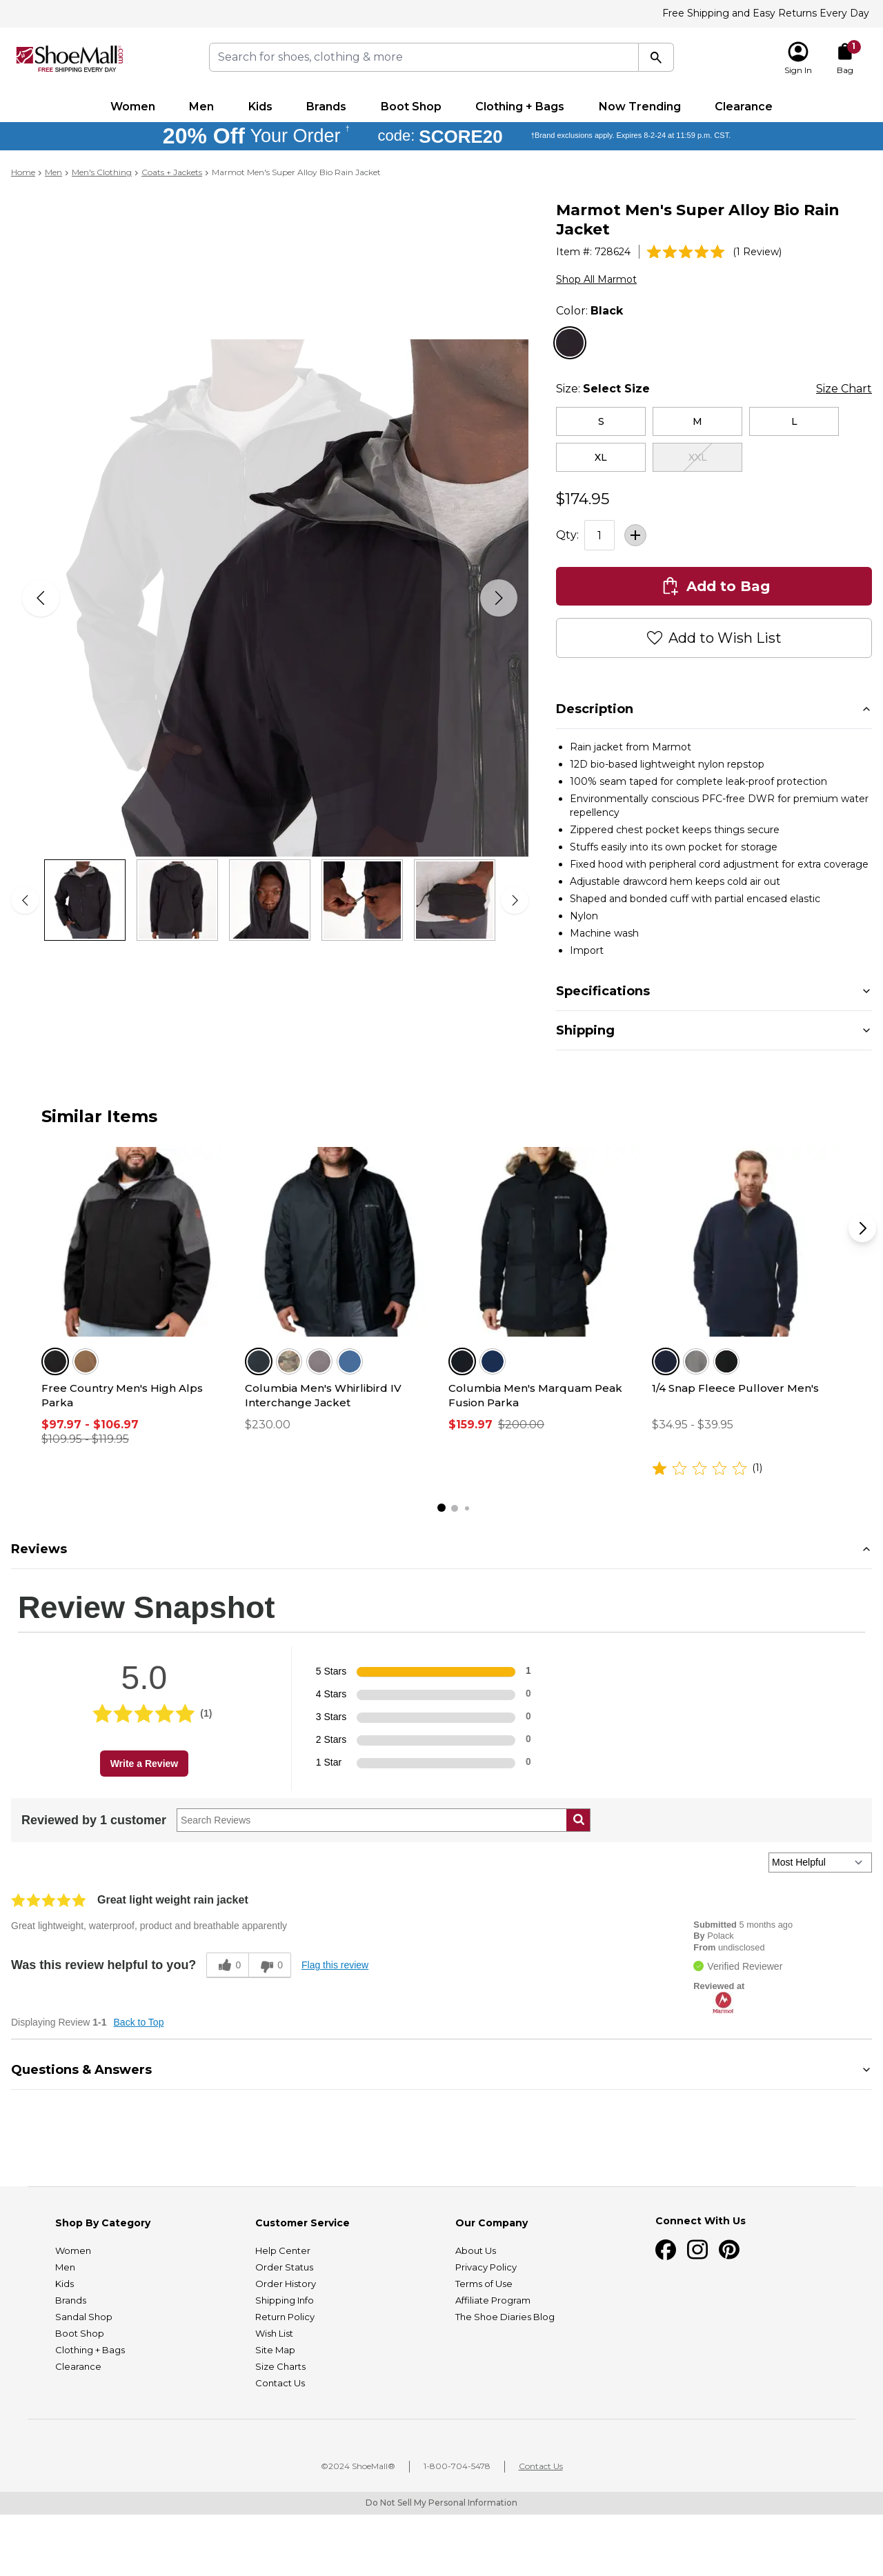 Free Shipping and Easy Returns Every Day
ShoeMall.COM
FREE SHIPPING EVERY DAY
Search for shoes, clothing & more
Sign In
1
Bag
Women Men Kids Brands Boot Shop Clothing + Bags Now Trending Clearance
20% Off Your Order † code: SCORE20 †Brand exclusions apply. Expires 8-2-24 at 11:59 p.m. CST.
Home > Men > Men's Clothing > Coats + Jackets > Marmot Men's Super Alloy Bio Rain Jacket
Marmot Men's Super Alloy Bio Rain
Jacket
Item #: 728624 (1 Review)
Shop All Marmot
Color: Black
Size: Select Size Size Chart
S M L
XL XXL
$174.95
Qty: 1
Add to Bag
Add to Wish List
Description
• Rain jacket from Marmot
• 12D bio-based lightweight nylon repstop
• 100% seam taped for complete leak-proof protection
• Environmentally conscious PFC-free DWR for premium water
repellency
• Zippered chest pocket keeps things secure
• Stuffs easily into its own pocket for storage
• Fixed hood with peripheral cord adjustment for extra coverage
• Adjustable drawcord hem keeps cold air out
• Shaped and bonded cuff with partial encased elastic
• Nylon
• Machine wash
• Import
Specifications
Shipping
Similar Items
Free Country Men's High Alps
Parka
$97.97 - $106.97
$109.95 - $119.95
Columbia Men's Whirlibird IV
Interchange Jacket
$230.00
Columbia Men's Marquam Peak
Fusion Parka
$159.97 $200.00
1/4 Snap Fleece Pullover Men's
$34.95 - $39.95
(1)
Reviews
Review Snapshot
5.0
(1)
Write a Review
5 Stars 1
4 Stars 0
3 Stars 0
2 Stars 0
1 Star 0
Reviewed by 1 customer Search Reviews
Most Helpful
Great light weight rain jacket
Great lightweight, waterproof, product and breathable apparently
Was this review helpful to you? 0 0 Flag this review
Submitted 5 months ago
By Polack
From undisclosed
Verified Reviewer
Reviewed at
Marmot
Displaying Review 1-1 Back to Top
Questions & Answers
Shop By Category
Women
Men
Kids
Brands
Sandal Shop
Boot Shop
Clothing + Bags
Clearance
Customer Service
Help Center
Order Status
Order History
Shipping Info
Return Policy
Wish List
Site Map
Size Charts
Contact Us
Our Company
About Us
Privacy Policy
Terms of Use
Affiliate Program
The Shoe Diaries Blog
Connect With Us
©2024 ShoeMall® 1-800-704-5478 Contact Us
Do Not Sell My Personal Information